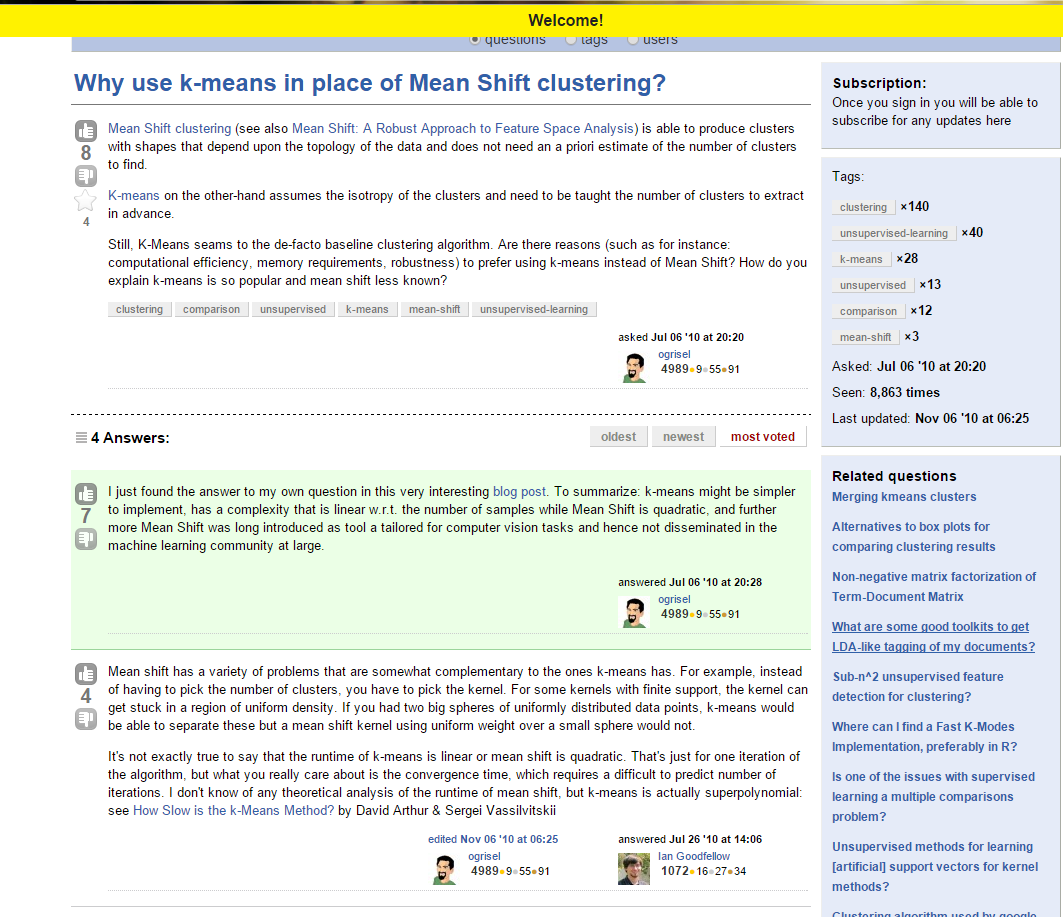 Welcome!
questions tags users
Why use k-means in place of Mean Shift clustering?
8
4
Mean Shift clustering (see also Mean Shift: A Robust Approach to Feature Space Analysis) is able to produce clusters
with shapes that depend upon the topology of the data and does not need an a priori estimate of the number of clusters
to find.
K-means on the other-hand assumes the isotropy of the clusters and need to be taught the number of clusters to extract
in advance.
Still, K-Means seams to the de-facto baseline clustering algorithm. Are there reasons (such as for instance:
computational efficiency, memory requirements, robustness) to prefer using k-means instead of Mean Shift? How do you
explain k-means is so popular and mean shift less known?
clustering comparison unsupervised k-means mean-shift unsupervised-learning
asked Jul 06 '10 at 20:20
ogrisel
4989●9●55●91
4 Answers:
oldest newest most voted
7
I just found the answer to my own question in this very interesting blog post. To summarize: k-means might be simpler
to implement, has a complexity that is linear w.r.t. the number of samples while Mean Shift is quadratic, and further
more Mean Shift was long introduced as tool a tailored for computer vision tasks and hence not disseminated in the
machine learning community at large.
answered Jul 06 '10 at 20:28
ogrisel
4989●9●55●91
4
Mean shift has a variety of problems that are somewhat complementary to the ones k-means has. For example, instead
of having to pick the number of clusters, you have to pick the kernel. For some kernels with finite support, the kernel can
get stuck in a region of uniform density. If you had two big spheres of uniformly distributed data points, k-means would
be able to separate these but a mean shift kernel using uniform weight over a small sphere would not.
It's not exactly true to say that the runtime of k-means is linear or mean shift is quadratic. That's just for one iteration of
the algorithm, but what you really care about is the convergence time, which requires a difficult to predict number of
iterations. I don't know of any theoretical analysis of the runtime of mean shift, but k-means is actually superpolynomial:
see How Slow is the k-Means Method? by David Arthur & Sergei Vassilvitskii
edited Nov 06 '10 at 06:25
ogrisel
4989●9●55●91
answered Jul 26 '10 at 14:06
Ian Goodfellow
1072●16●27●34
Subscription:
Once you sign in you will be able to
subscribe for any updates here
Tags:
clustering ×140
unsupervised-learning ×40
k-means ×28
unsupervised ×13
comparison ×12
mean-shift ×3
Asked: Jul 06 '10 at 20:20
Seen: 8,863 times
Last updated: Nov 06 '10 at 06:25
Related questions
Merging kmeans clusters
Alternatives to box plots for
comparing clustering results
Non-negative matrix factorization of
Term-Document Matrix
What are some good toolkits to get
LDA-like tagging of my documents?
Sub-n^2 unsupervised feature
detection for clustering?
Where can I find a Fast K-Modes
Implementation, preferably in R?
Is one of the issues with supervised
learning a multiple comparisons
problem?
Unsupervised methods for learning
[artificial] support vectors for kernel
methods?
Clustering algorithm used by google